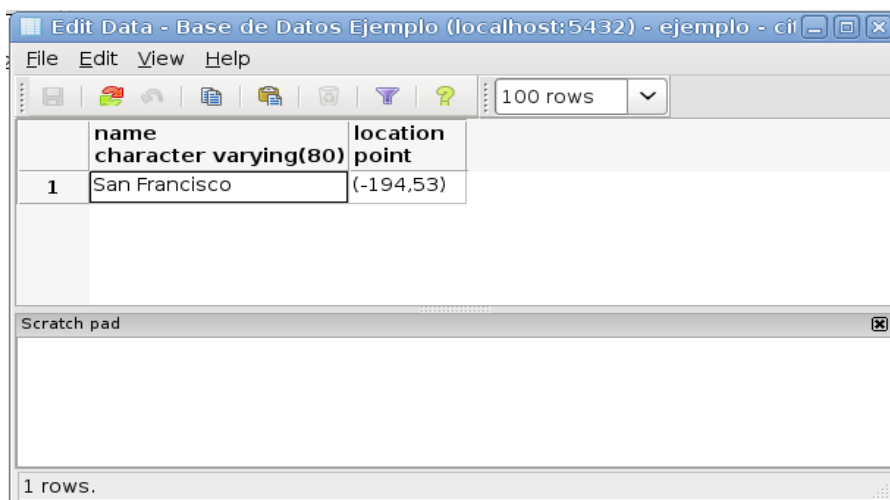 Edit Data - Base de Datos Ejemplo (localhost:5432) - ejemplo - cit
File Edit View Help
100 rows
name location
character varying(80) point
1 San Francisco (-194,53)
Scratch pad
1 rows.